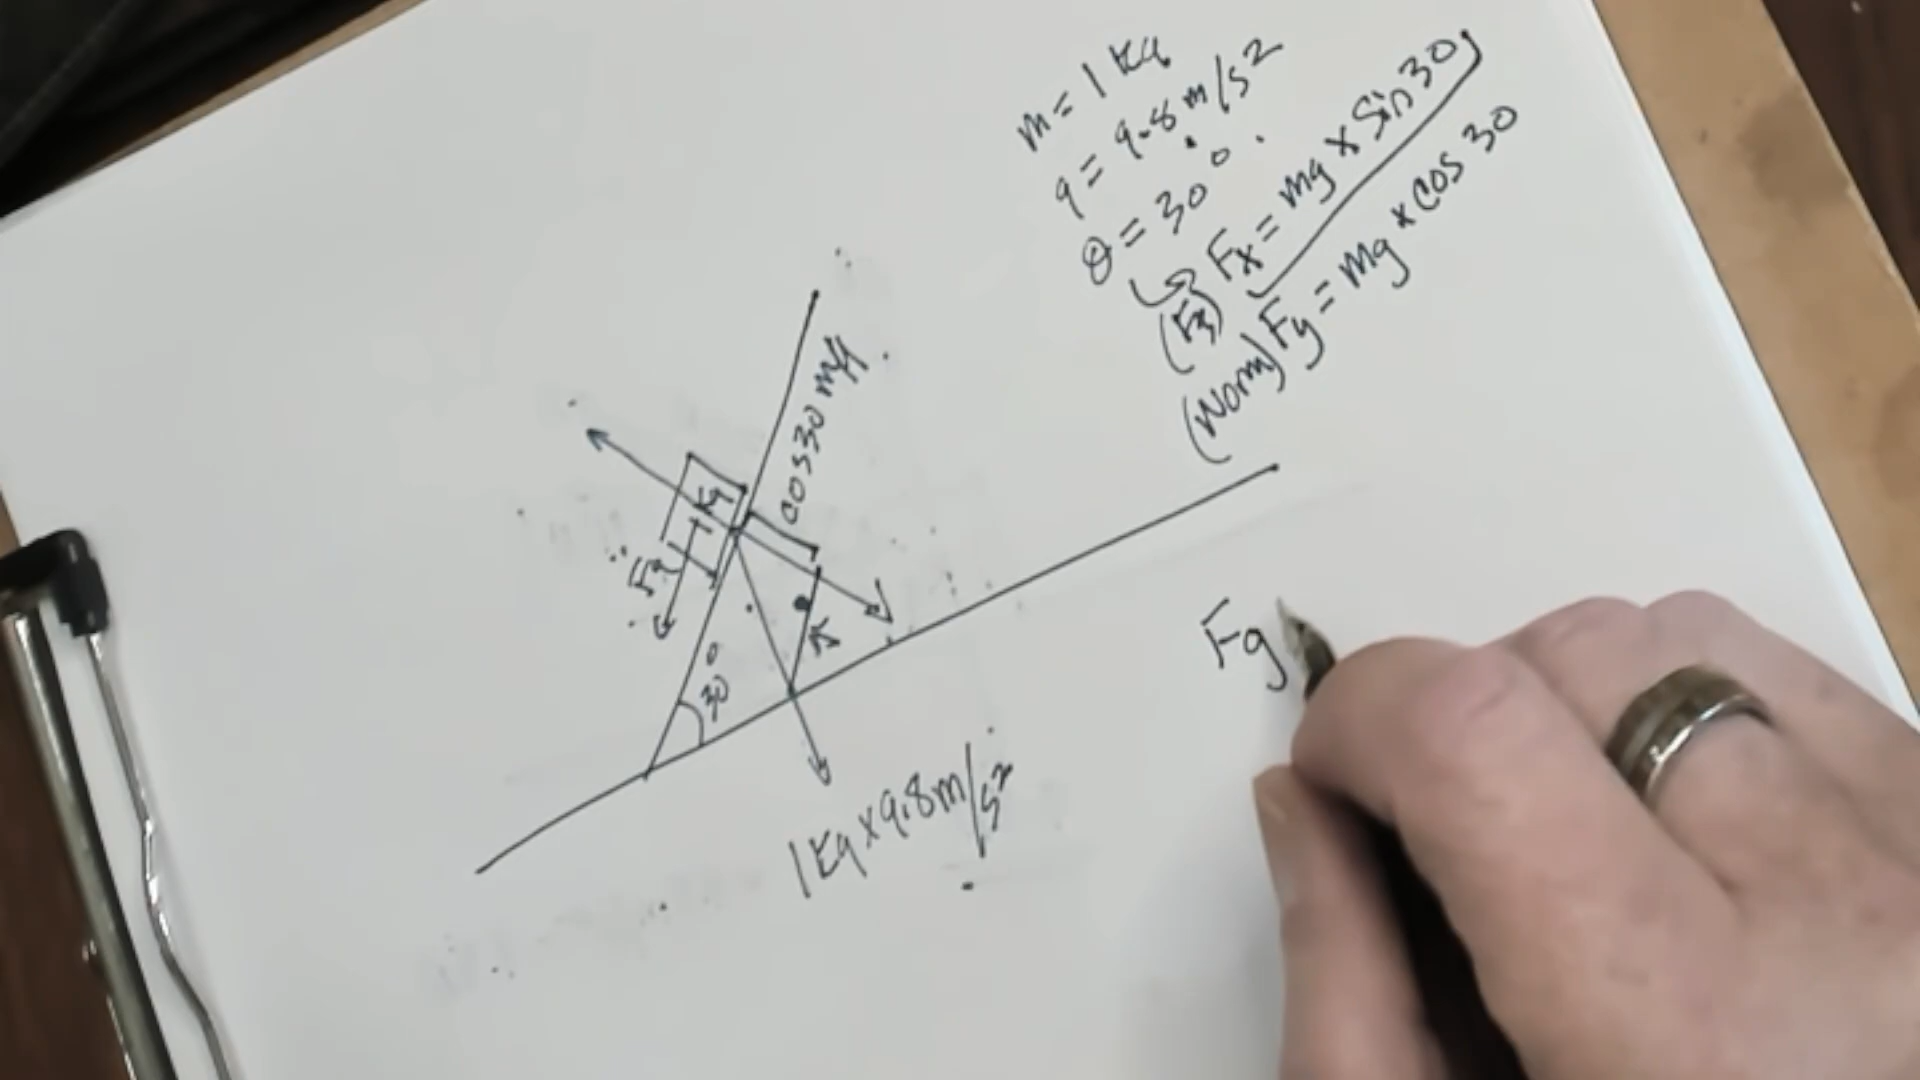 m = 1 kg
g = 9.8 m/s2
θ = 30°
Fx = mg x Sin 30
(Fg)
(Norm) Fy = mg x cos 30
cos 30 mg
1 Kg
Fg
30°
1 kg x 9.8 m/s2
Fg